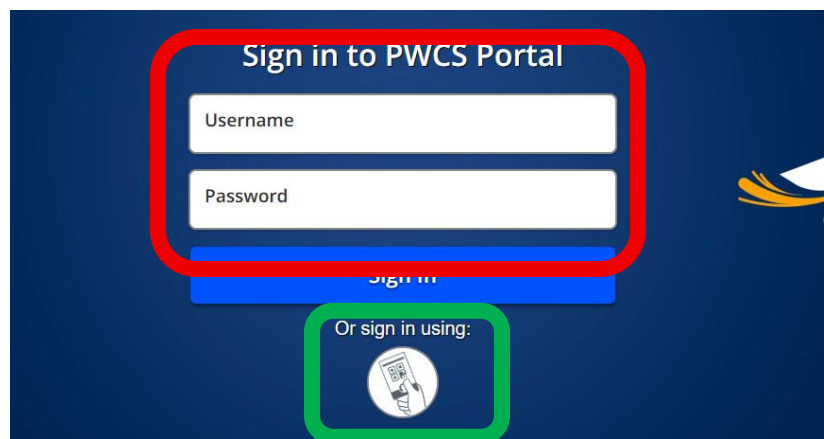 Sign in to PWCS Portal
Username
Password
Sign in
Or sign in using: